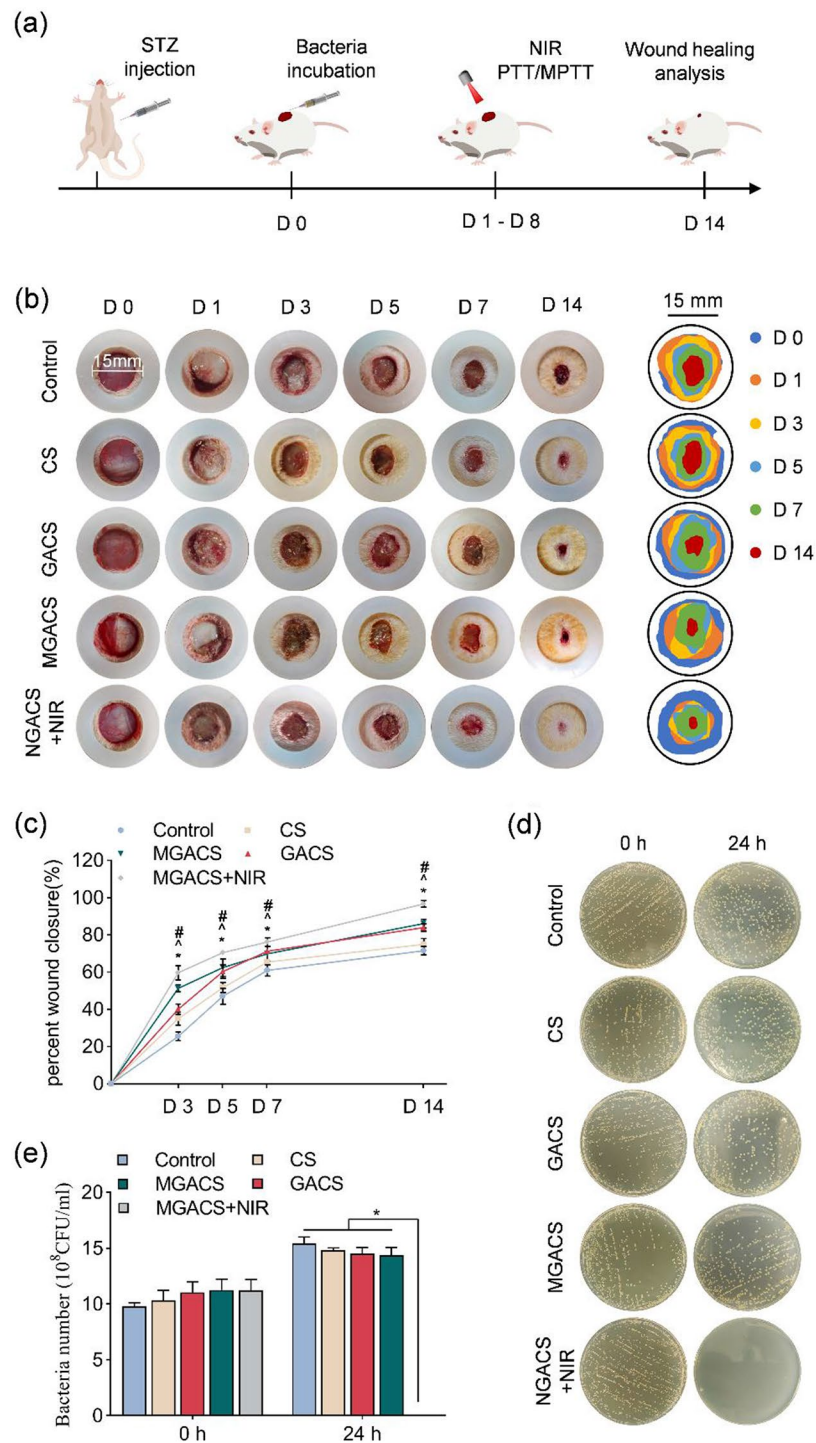 (a)
STZ
injection
Bacteria
incubation
NIR
PTT/MPTT
Wound healing
analysis
D 0
D 1 - D 8
D 14
(b)
D 0
D 1
D 3
D 5
D 7
D 14
15 mm
Control
15mm
CS
GACS
MGACS
NGACS
+NIR
D 0
D 1
D 3
D 5
D 7
D 14
(c)
Control
CS
MGACS
GACS
MGACS+NIR
percent wound closure(%)
120
100
80
60
40
20
0
#
^
*
#
^
*
#
^
*
#
^
*
D 3
D 5
D 7
D 14
(d)
0 h
24 h
Control
CS
GACS
MGACS
NGACS
+NIR
(e)
Control
CS
MGACS
GACS
MGACS+NIR
Bacteria number (10⁸CFU/ml)
20
15
10
5
0
*
0 h
24 h